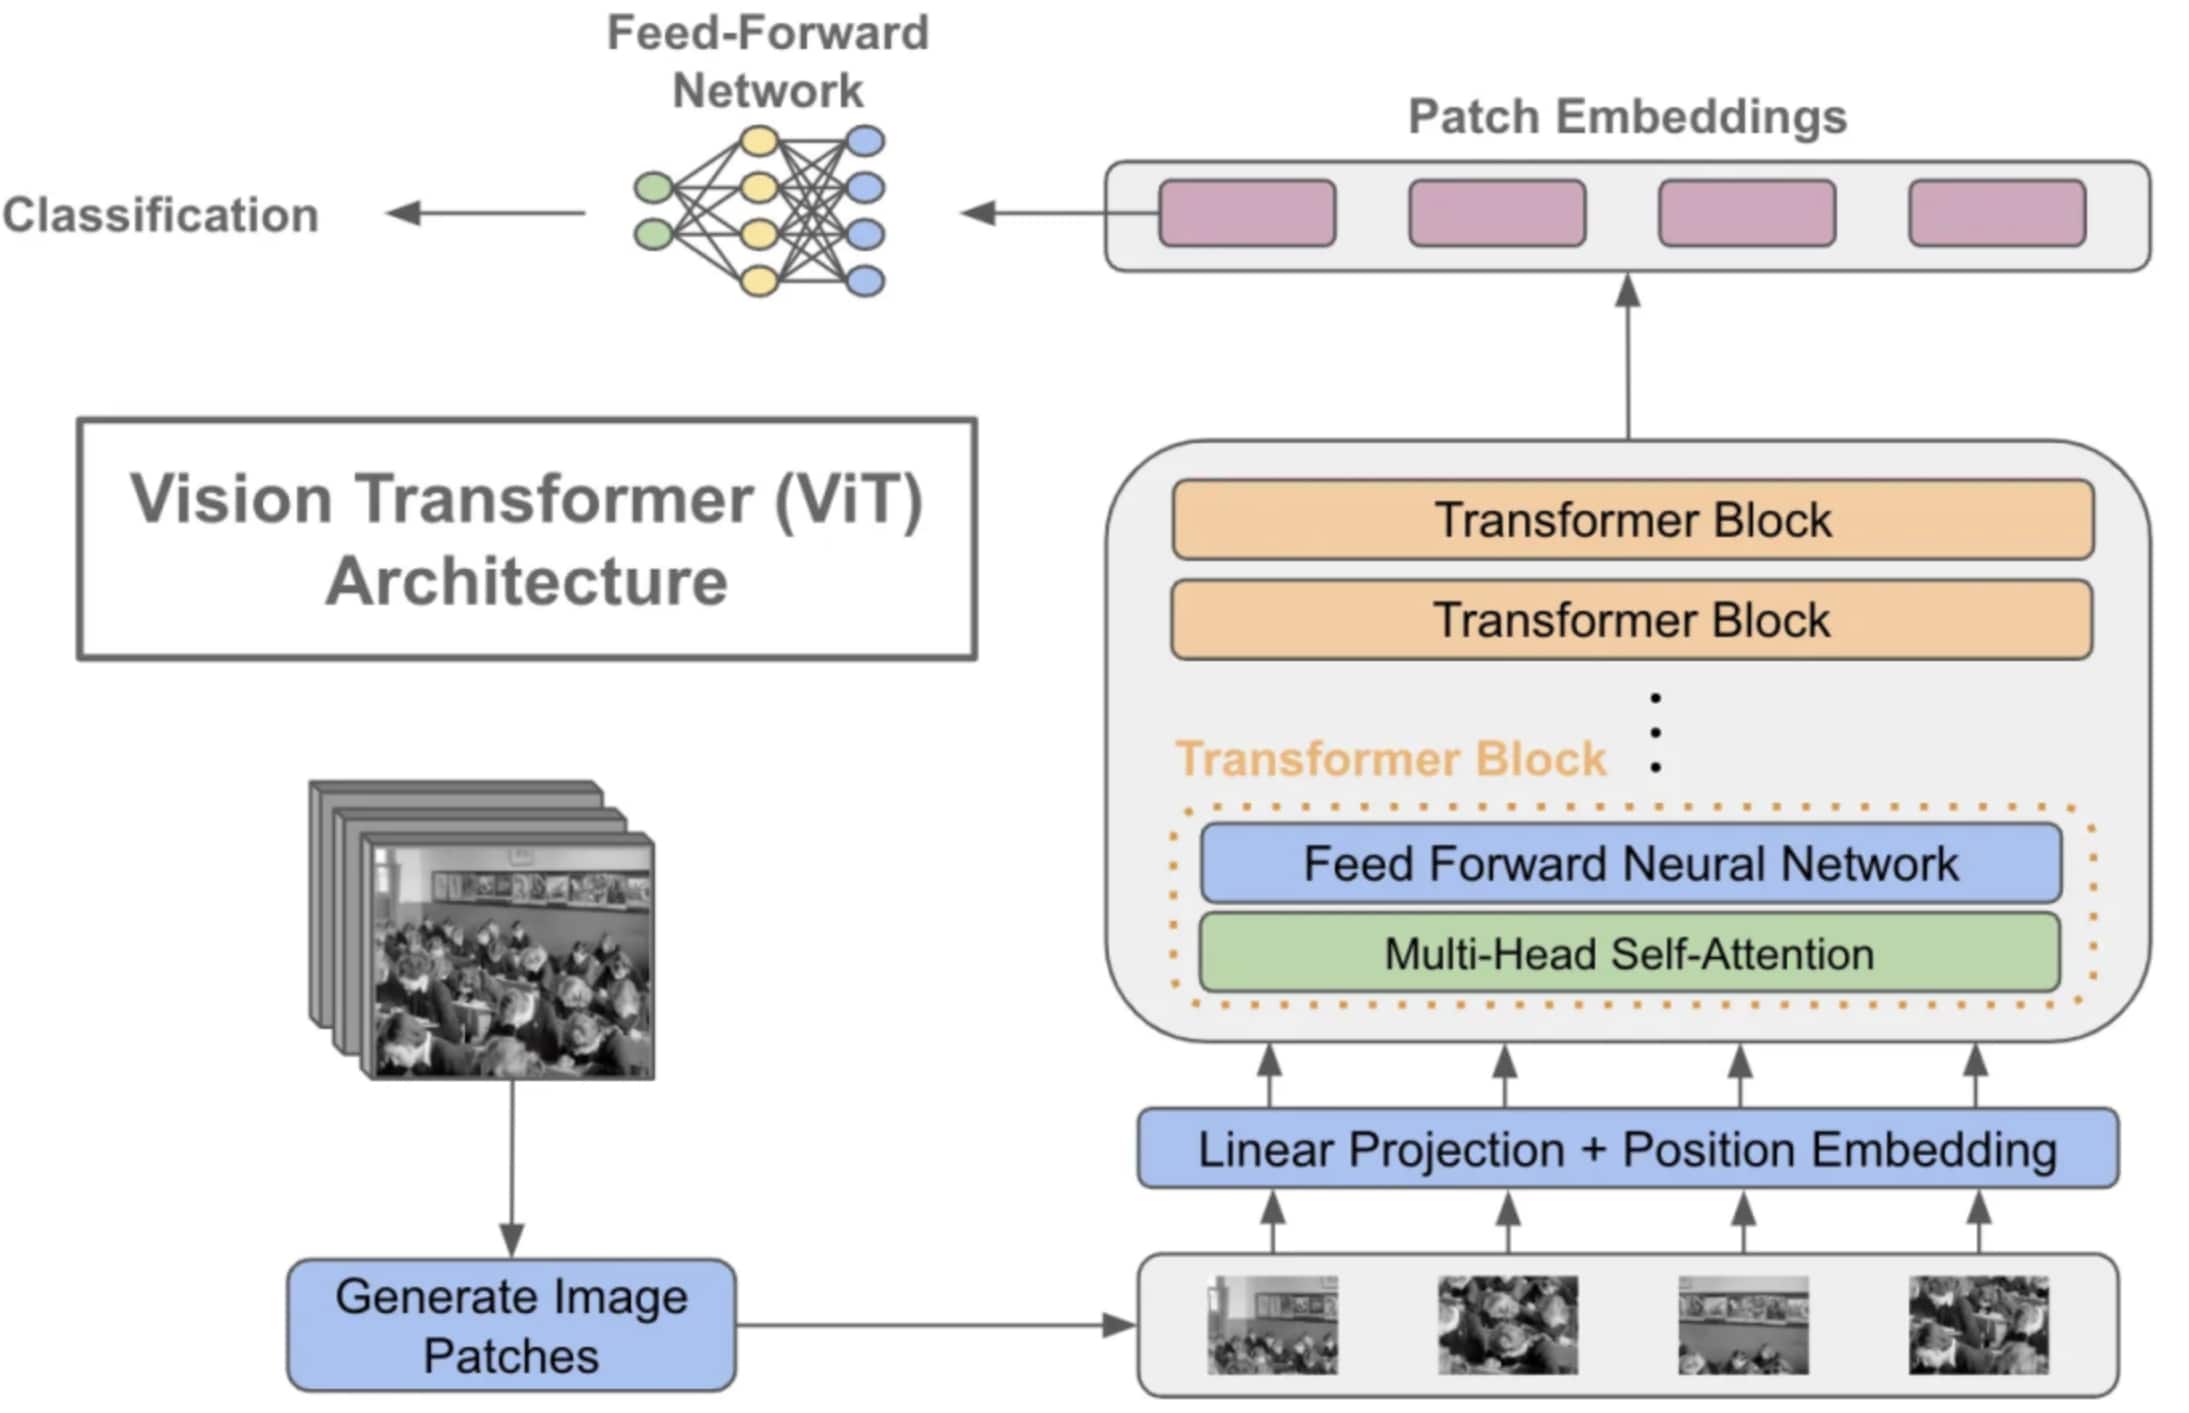 Feed-Forward
Network
Patch Embeddings
Classification
Vision Transformer (ViT)
Architecture
Transformer Block
Transformer Block
Transformer Block
Feed Forward Neural Network
Multi-Head Self-Attention
Linear Projection + Position Embedding
Generate Image
Patches